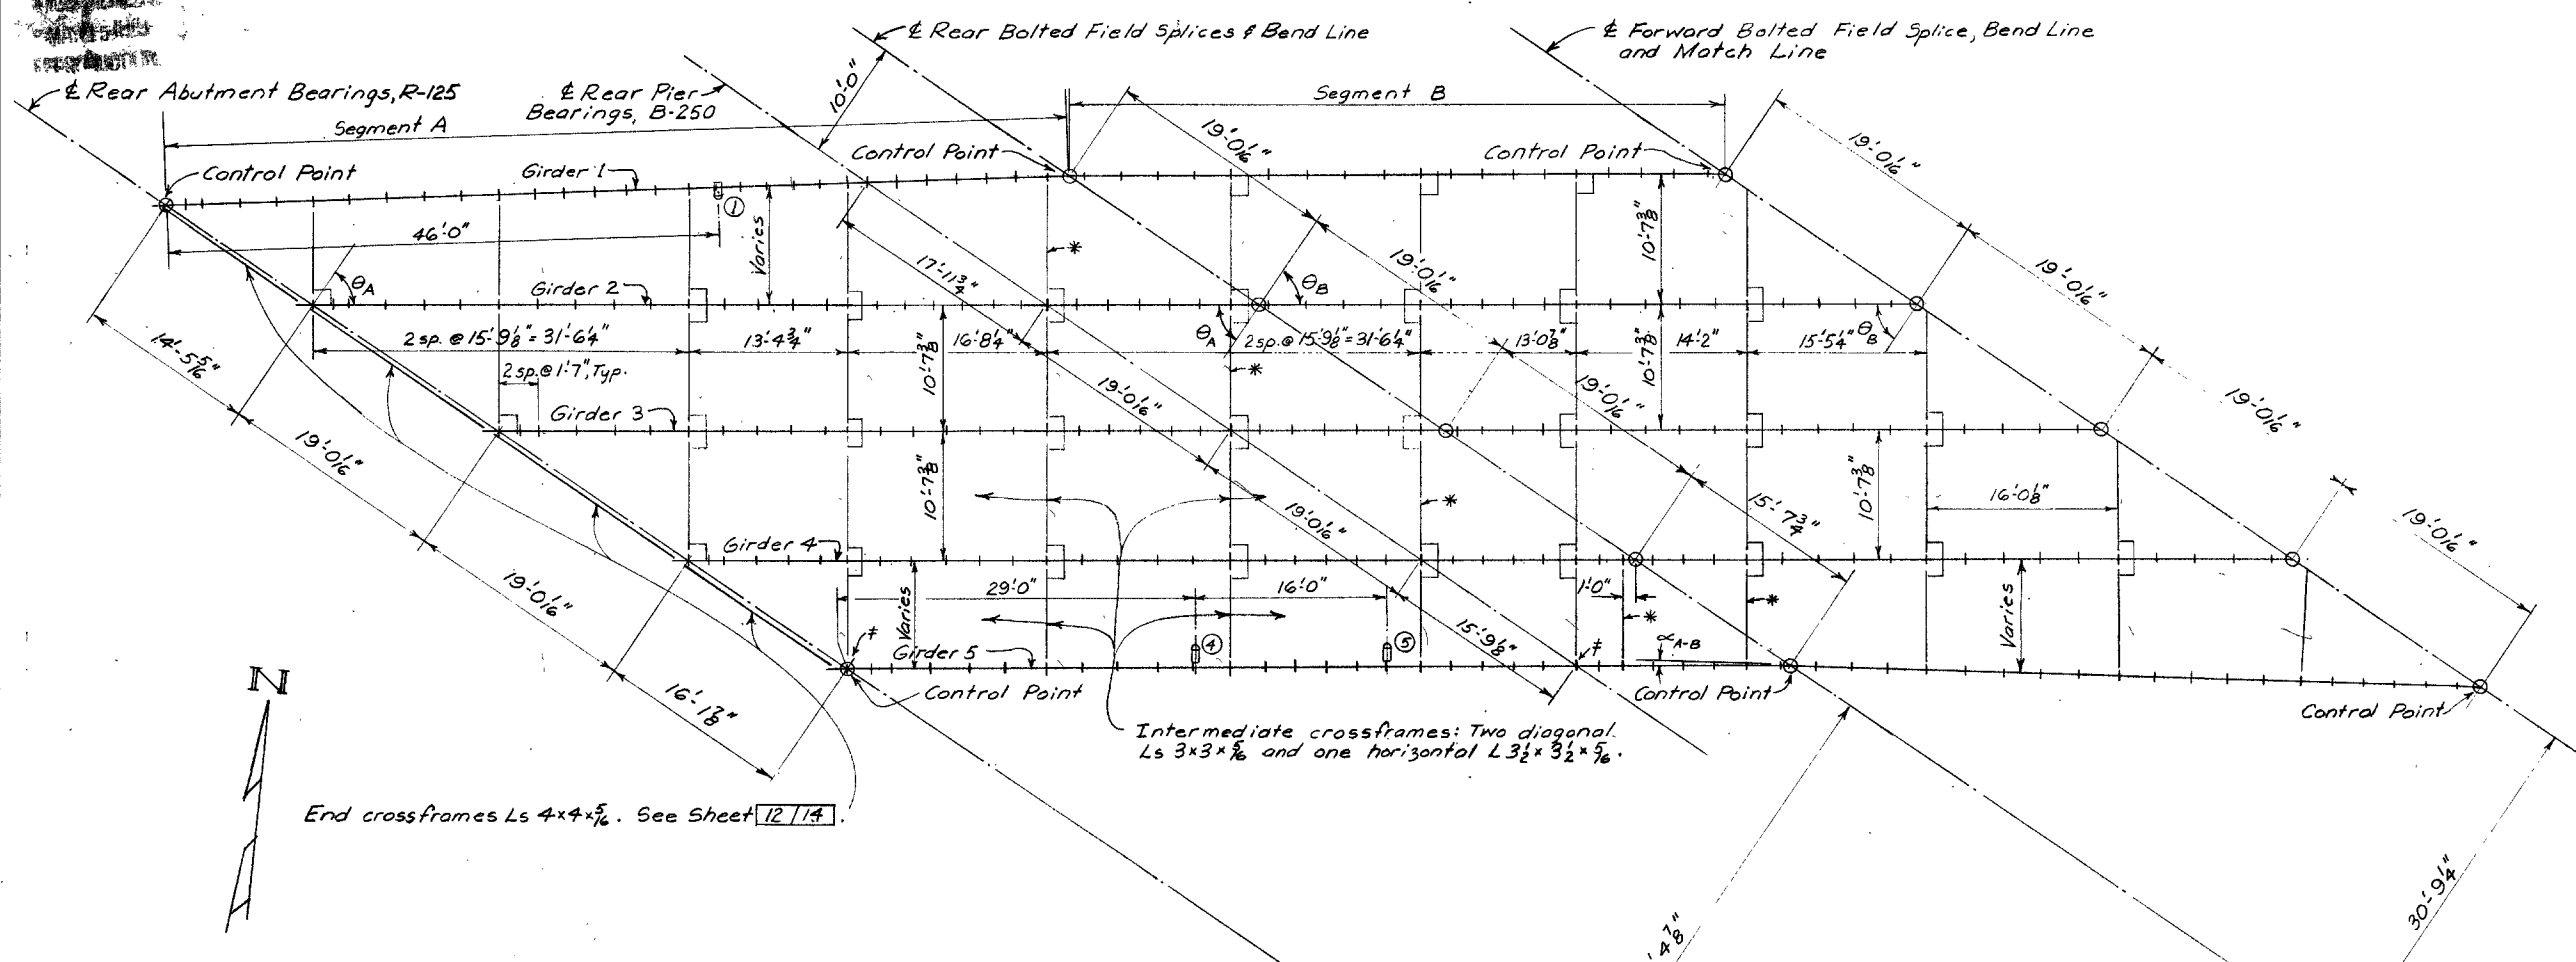 ℄ Rear Bolted Field Splices & Bend Line
℄ Forward Bolted Field Splice, Bend Line
and Match Line
℄ Rear Abutment Bearings, R-125
℄ Rear Pier
Bearings, B-250
10'-0"
Segment A
Segment B
Control Point
Girder 1
Control Point
Control Point
19'-0 1/16"
19'-0 1/16"
46'-0"
①
Varies
*
10'-7 3/8"
17'-11 3/4"
19'-0 1/16"
19'-0 1/16"
θA
Girder 2
θB
14'-5 5/16"
2 sp. @ 15'-9 1/8" = 31'-6 1/4"
13'-4 3/4"
10'-7 3/8"
16'-8 1/4"
θA
2 sp. @ 15'-9 1/8" = 31'-6 1/4"
13'-0 7/8"
10'-7 3/8"
14'-2"
15'-5 1/4"
θB
2 sp. @ 1'-7", Typ.
*
19'-0 1/16"
19'-0 1/16"
19'-0 1/16"
Girder 3
19'-0 1/16"
10'-7 3/8"
19'-0 1/16"
*
15'-7 3/4"
10'-7 3/8"
16'-0 1/8"
19'-0 1/16"
Girder 4
19'-0 1/16"
29'-0"
16'-0"
1'-0"
*
*
Varies
Varies
‡
Girder 5
④
⑤
15'-9 1/8"
‡
∝A-B
16'-1 7/8"
Control Point
Control Point
Control Point
N
Intermediate crossframes: Two diagonal
Ls 3x3x5/16 and one horizontal L 3 1/2 x 3 1/2 x 5/16.
End crossframes Ls 4x4x5/16. See Sheet 12/14.
4 7/8"
30'-9 1/4"